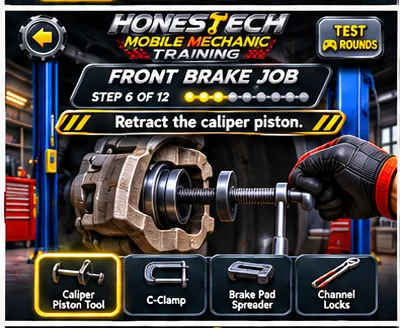 HONESTECH
MOBILE MECHANIC
TRAINING
TEST
ROUNDS
FRONT BRAKE JOB
STEP 6 OF 12
Retract the caliper piston.
Caliper
Piston Tool
C-Clamp
Brake Pad
Spreader
Channel
Locks